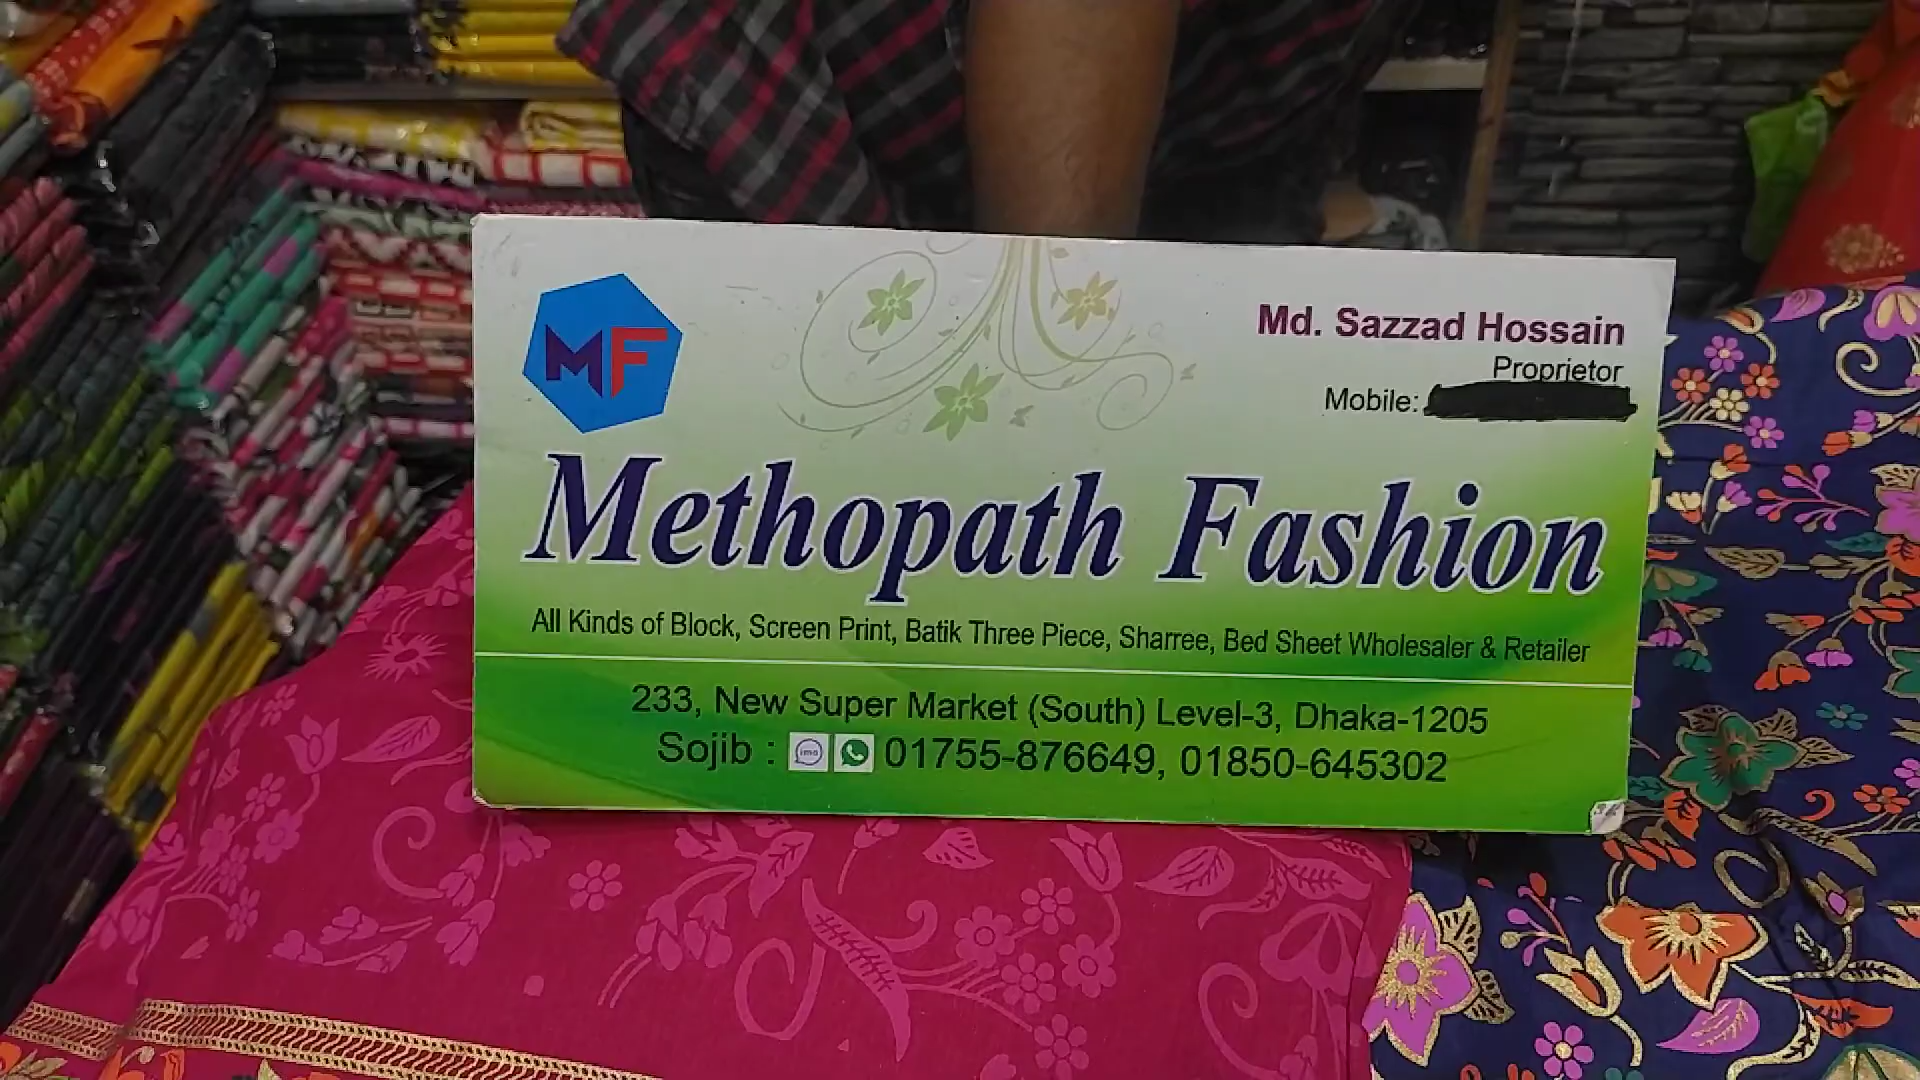 MF
Md. Sazzad Hossain
Proprietor
Mobile:
Methopath Fashion
All Kinds of Block, Screen Print, Batik Three Piece, Sharree, Bed Sheet Wholesaler & Retailer
233, New Super Market (South) Level-3, Dhaka-1205
Sojib : imo 01755-876649, 01850-645302